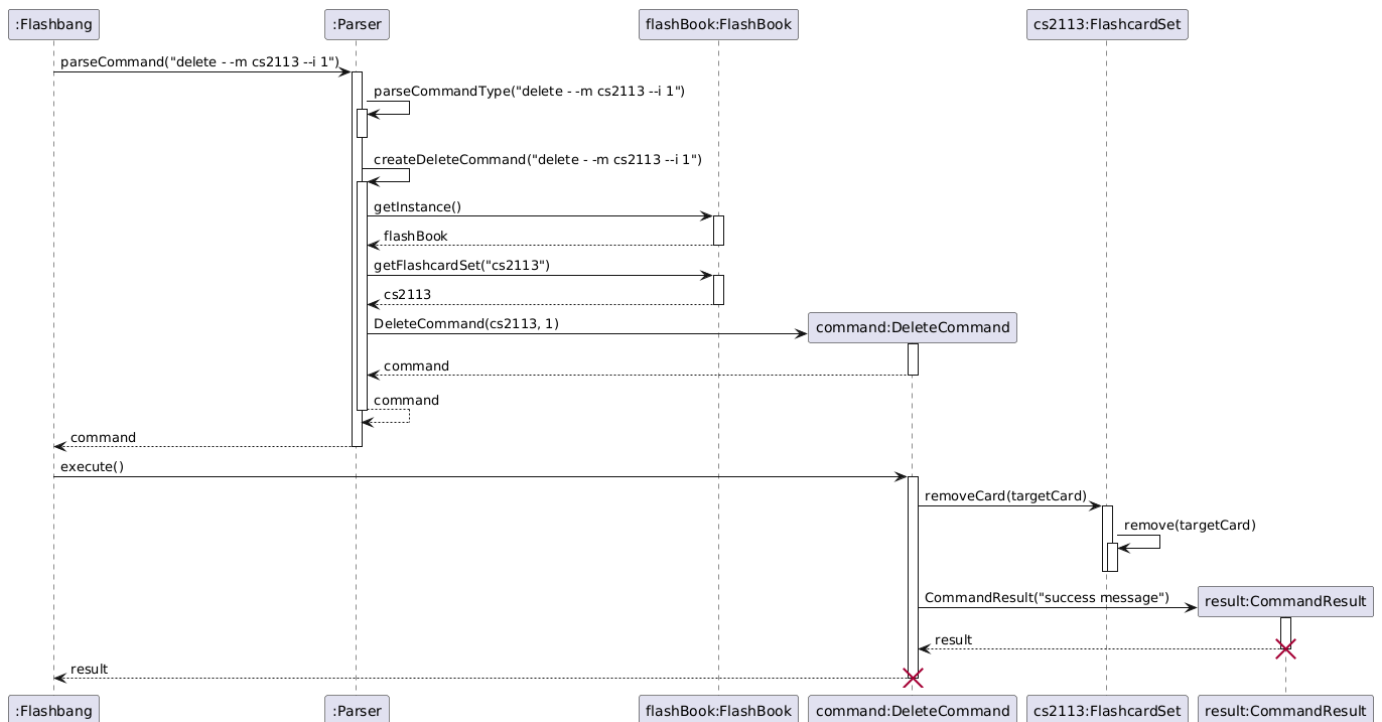 :Flashbang
:Parser
flashBook:FlashBook
cs2113:FlashcardSet
parseCommand("delete - -m cs2113 --i 1")
parseCommandType("delete - -m cs2113 --i 1")
createDeleteCommand("delete - -m cs2113 --i 1")
getInstance()
flashBook
getFlashcardSet("cs2113")
cs2113
DeleteCommand(cs2113, 1)
command:DeleteCommand
command
command
command
execute()
removeCard(targetCard)
remove(targetCard)
CommandResult("success message")
result:CommandResult
result
result
:Flashbang
:Parser
flashBook:FlashBook
command:DeleteCommand
cs2113:FlashcardSet
result:CommandResult